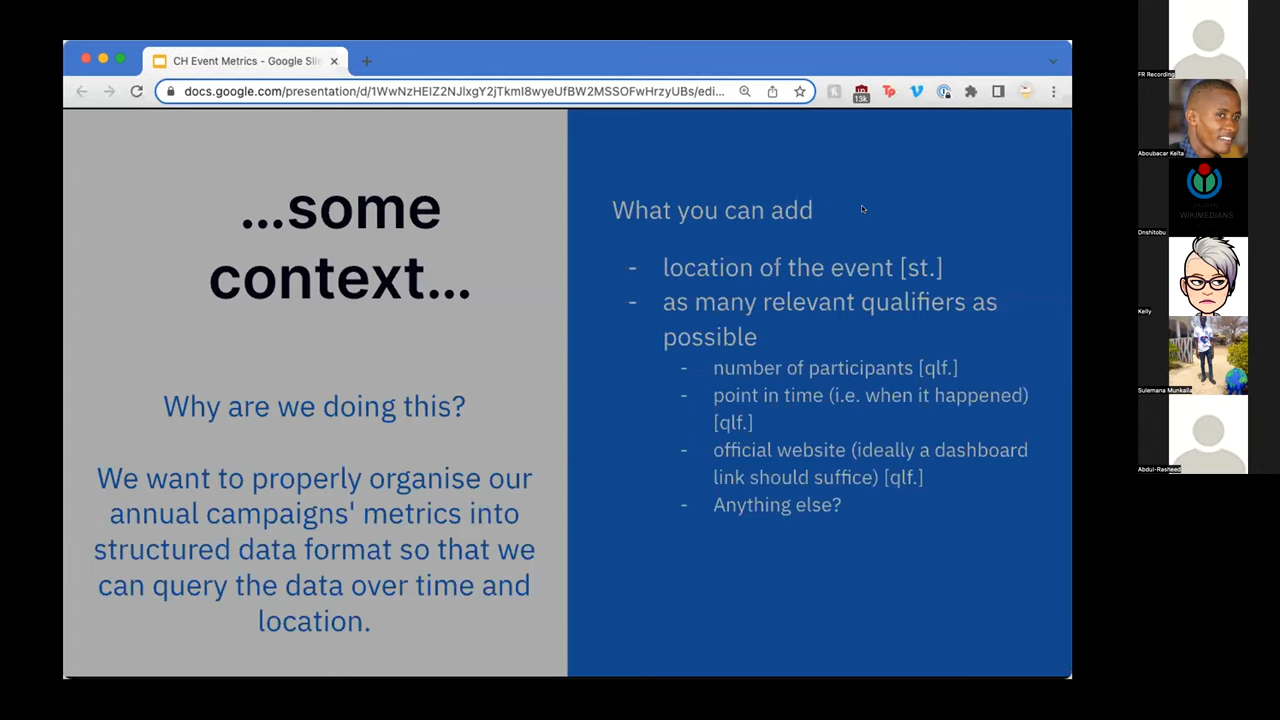 CH Event Metrics - Google Sli
docs.google.com/presentation/d/1WwNzHEIZ2NJlxgY2jTkmI8wyeUfBW2MSSOFwHrzyUBs/edi...
15k
Tp
...some
context...
Why are we doing this?
We want to properly organise our
annual campaigns' metrics into
structured data format so that we
can query the data over time and
location.
What you can add
- location of the event [st.]
- as many relevant qualifiers as
possible
- number of participants [qlf.]
- point in time (i.e. when it happened)
[qlf.]
- official website (ideally a dashboard
link should suffice) [qlf.]
- Anything else?
FR Recording
Aboubacar Keïta
WIKIMEDIANS
Dnshitobu
Kelly
Sulemana Munkaila
Abdul-Rasheed